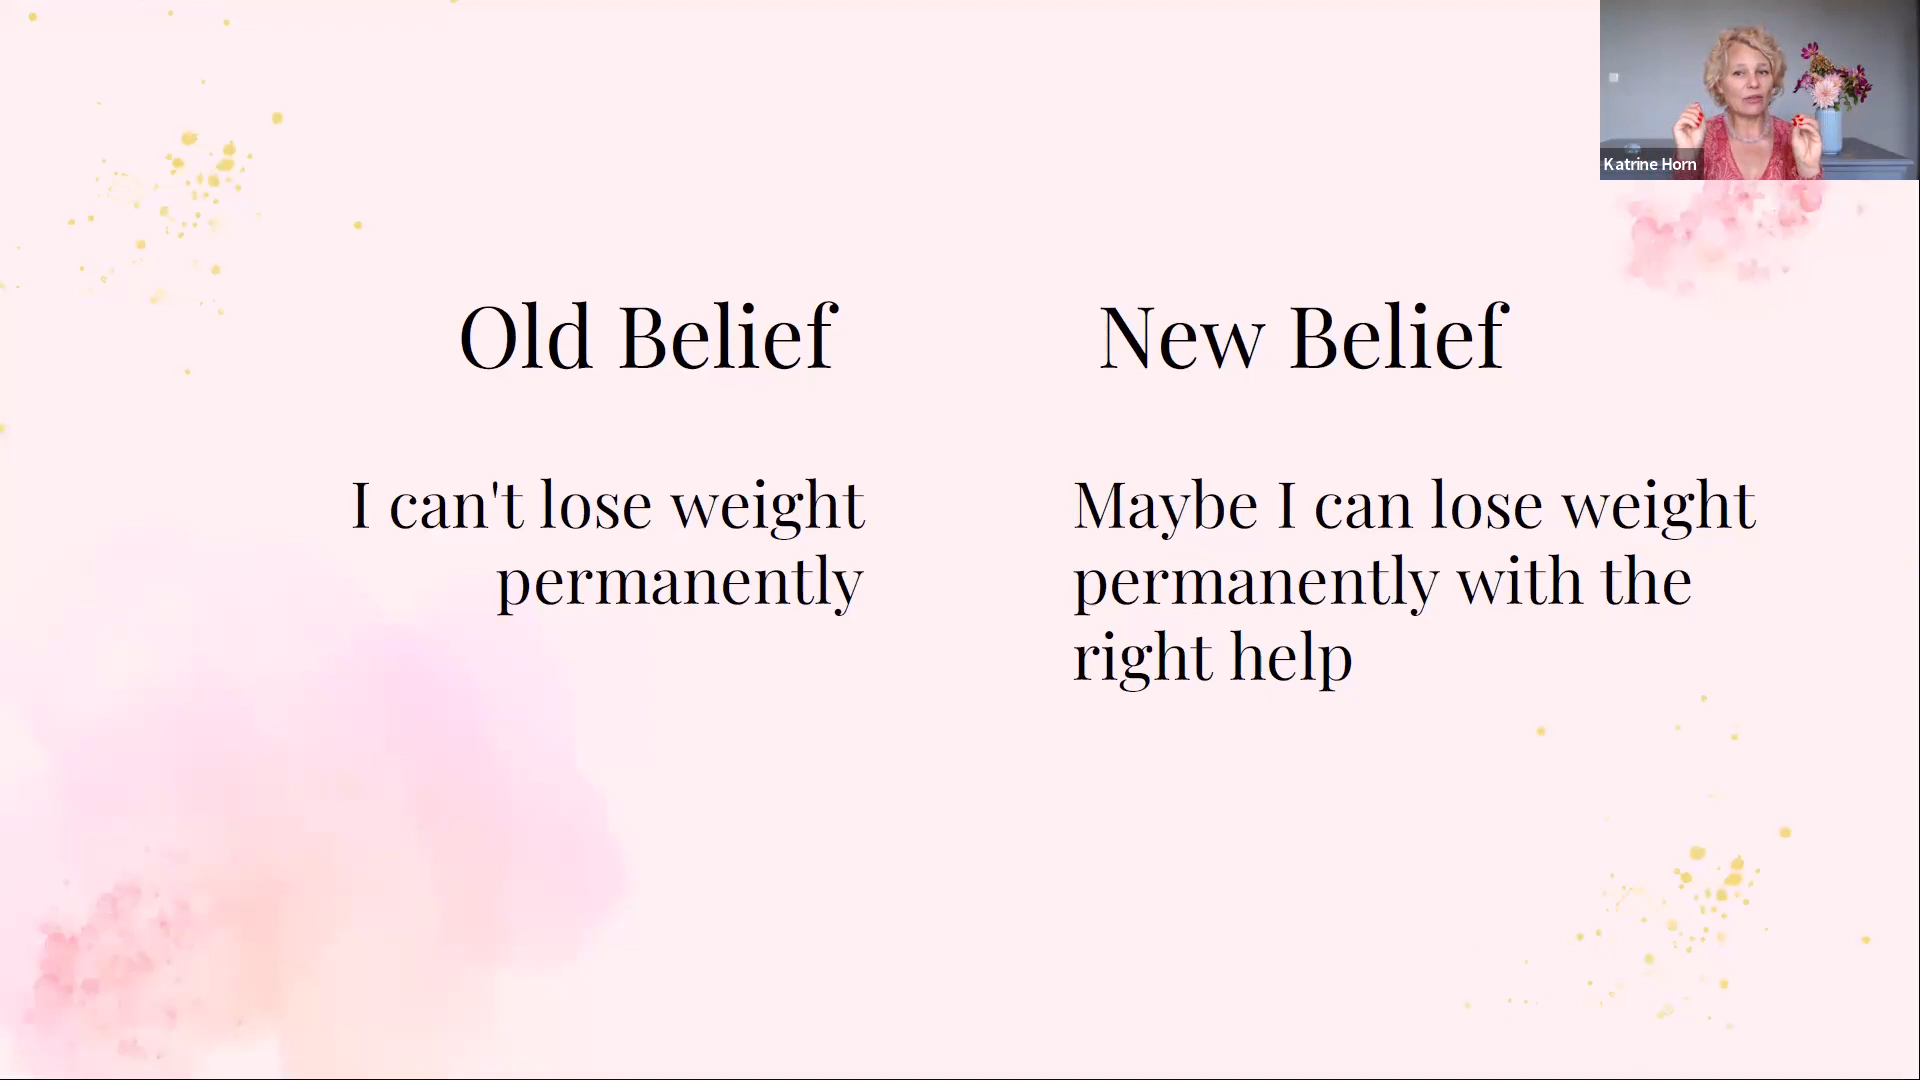 Katrine Horn
Old Belief
New Belief
I can't lose weight
permanently
Maybe I can lose weight
permanently with the
right help